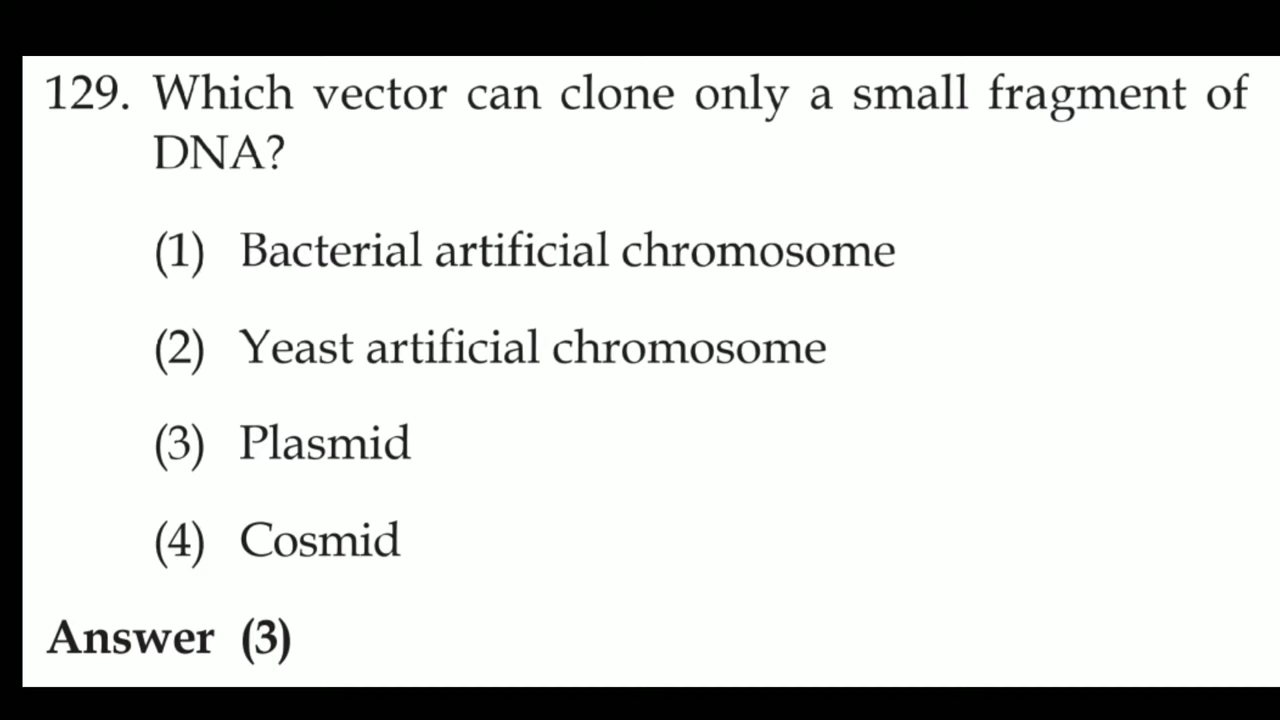 129. Which vector can clone only a small fragment of
DNA?
(1) Bacterial artificial chromosome
(2) Yeast artificial chromosome
(3) Plasmid
(4) Cosmid
Answer (3)